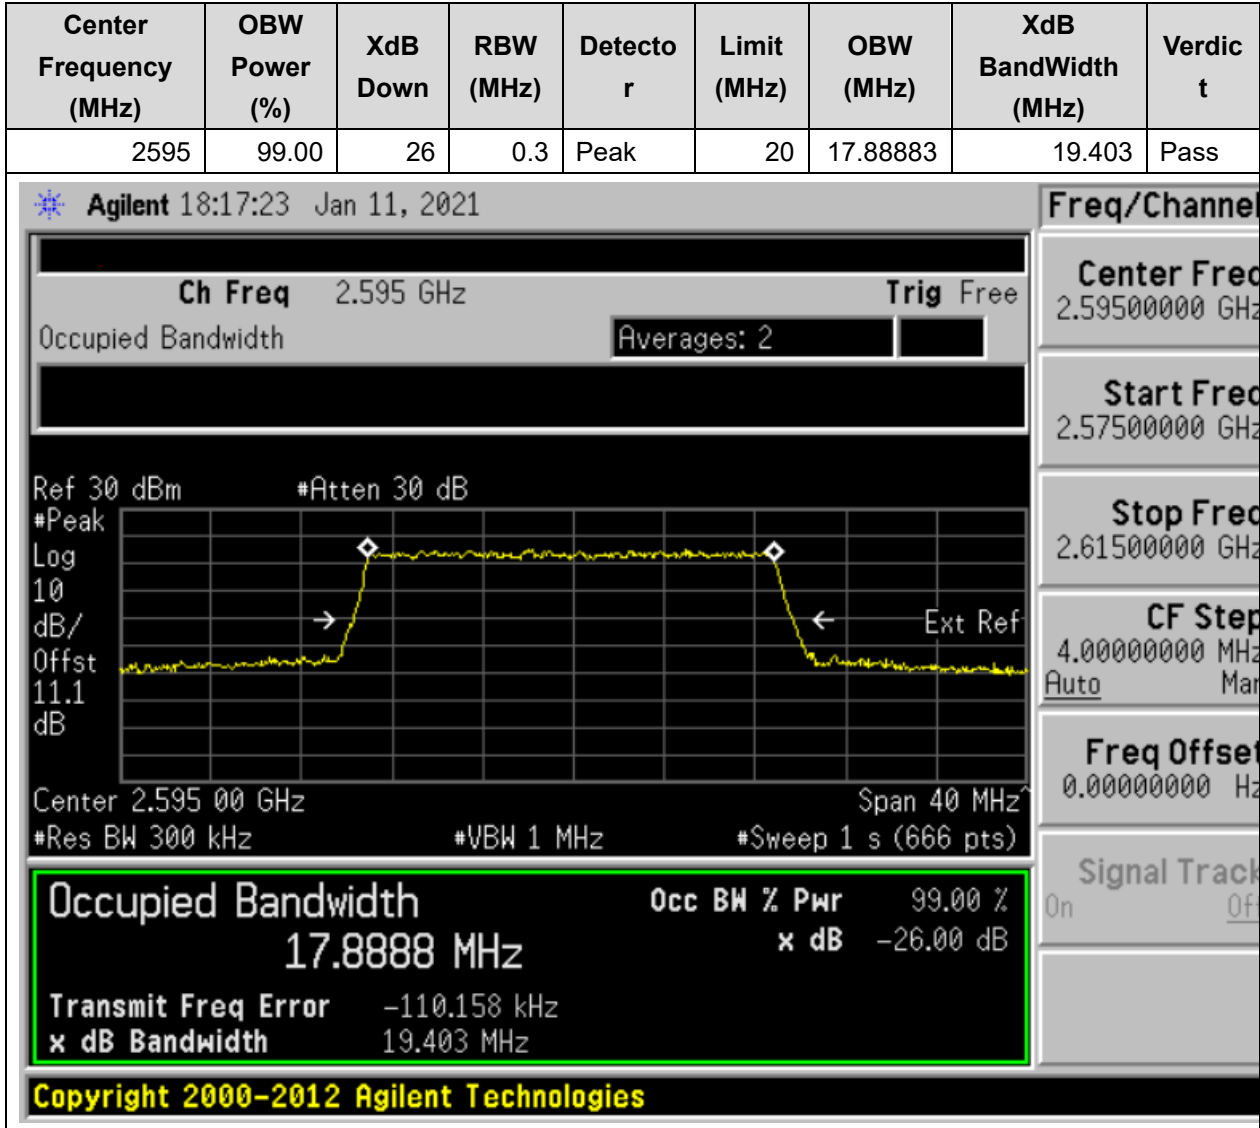 Center Frequency (MHz) OBW Power (%) XdB Down RBW (MHz) Detecto r Limit (MHz) OBW (MHz) XdB BandWidth (MHz) Verdic t
2595 99.00 26 0.3 Peak 20 17.88883 19.403 Pass
Agilent 18:17:23 Jan 11, 2021
Ch Freq 2.595 GHz Trig Free
Occupied Bandwidth Averages: 2
Ref 30 dBm #Atten 30 dB
#Peak
Log
10
dB/
Offst
11.1
dB
Ext Ref
Center 2.595 00 GHz Span 40 MHz^
#Res BW 300 kHz #VBW 1 MHz #Sweep 1 s (666 pts)
Occupied Bandwidth Occ BW % Pwr 99.00 %
17.8888 MHz x dB -26.00 dB
Transmit Freq Error -110.158 kHz
x dB Bandwidth 19.403 MHz
Copyright 2000-2012 Agilent Technologies
Freq/Channel
Center Freq
2.59500000 GHz
Start Freq
2.57500000 GHz
Stop Freq
2.61500000 GHz
CF Step
4.00000000 MHz
Auto Man
Freq Offset
0.00000000 Hz
Signal Track
On Off